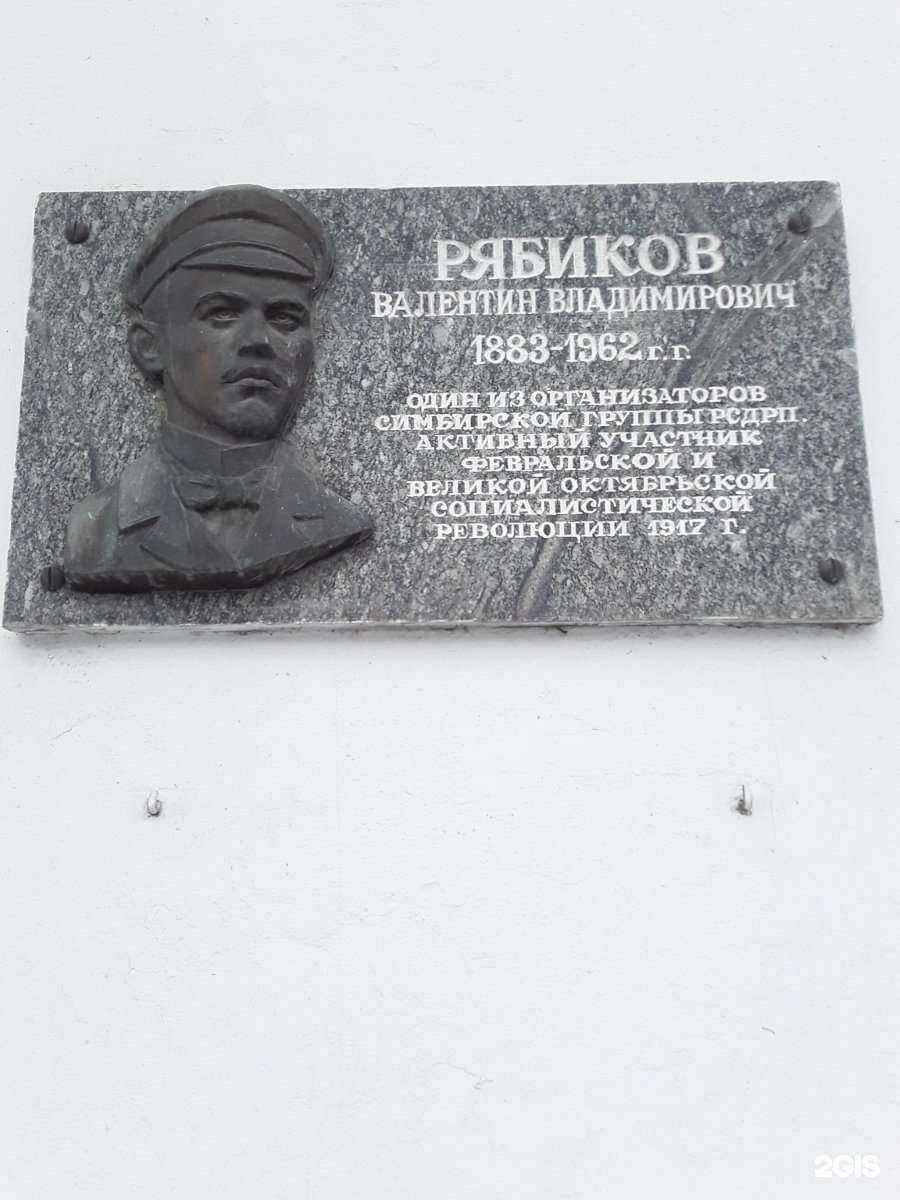 РЯБИКОВ
ВАЛЕНТИН ВЛАДИМИРОВИЧ
1883-1962 г.г.
ОДИН ИЗ ОРГАНИЗАТОРОВ
СИМБИРСКОЙ ГРУППЫ РСДРП.
АКТИВНЫЙ УЧАСТНИК
ФЕВРАЛЬСКОЙ И
ВЕЛИКОЙ ОКТЯБРЬСКОЙ
СОЦИАЛИСТИЧЕСКОЙ
РЕВОЛЮЦИИ 1917 Г.
2GIS